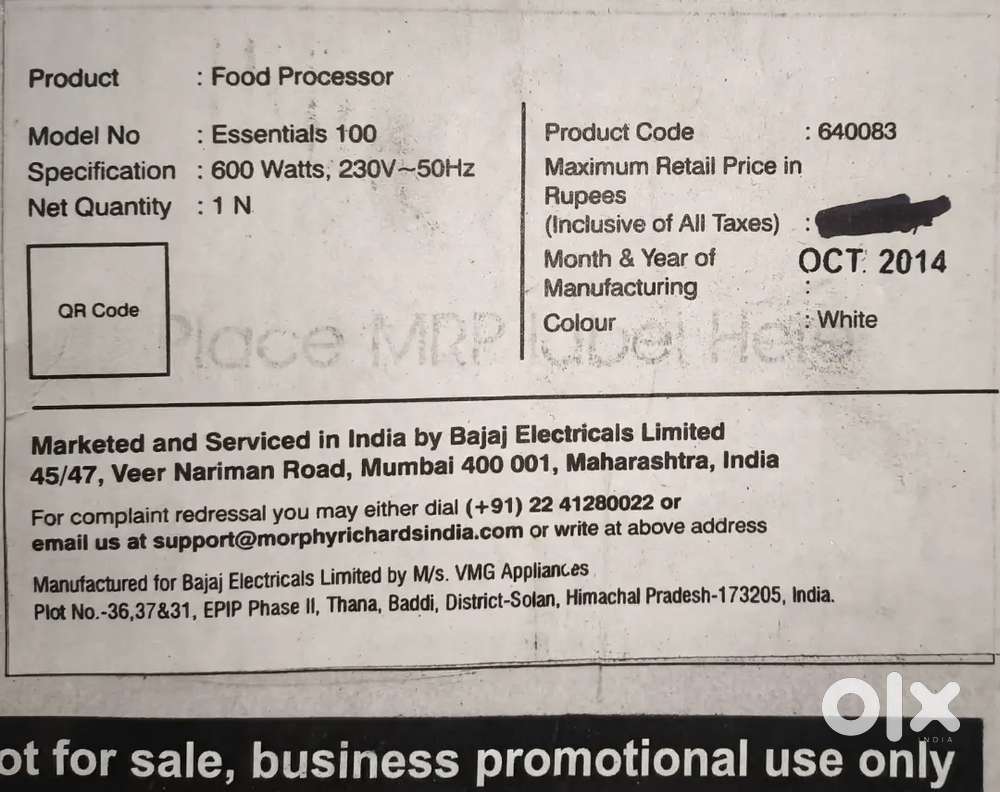 Product : Food Processor
Model No : Essentials 100
Specification : 600 Watts, 230V~50Hz
Net Quantity : 1 N
QR Code
Product Code : 640083
Maximum Retail Price in
Rupees
(Inclusive of All Taxes) :
Month & Year of OCT. 2014
Manufacturing :
Colour : White
Place MRP label Here
Marketed and Serviced in India by Bajaj Electricals Limited
45/47, Veer Nariman Road, Mumbai 400 001, Maharashtra, India
For complaint redressal you may either dial (+91) 22 41280022 or
email us at support@morphyrichardsindia.com or write at above address
Manufactured for Bajaj Electricals Limited by M/s. VMG Appliances
Plot No.-36,37&31, EPIP Phase II, Thana, Baddi, District-Solan, Himachal Pradesh-173205, India.
olx
INDIA
ot for sale, business promotional use only